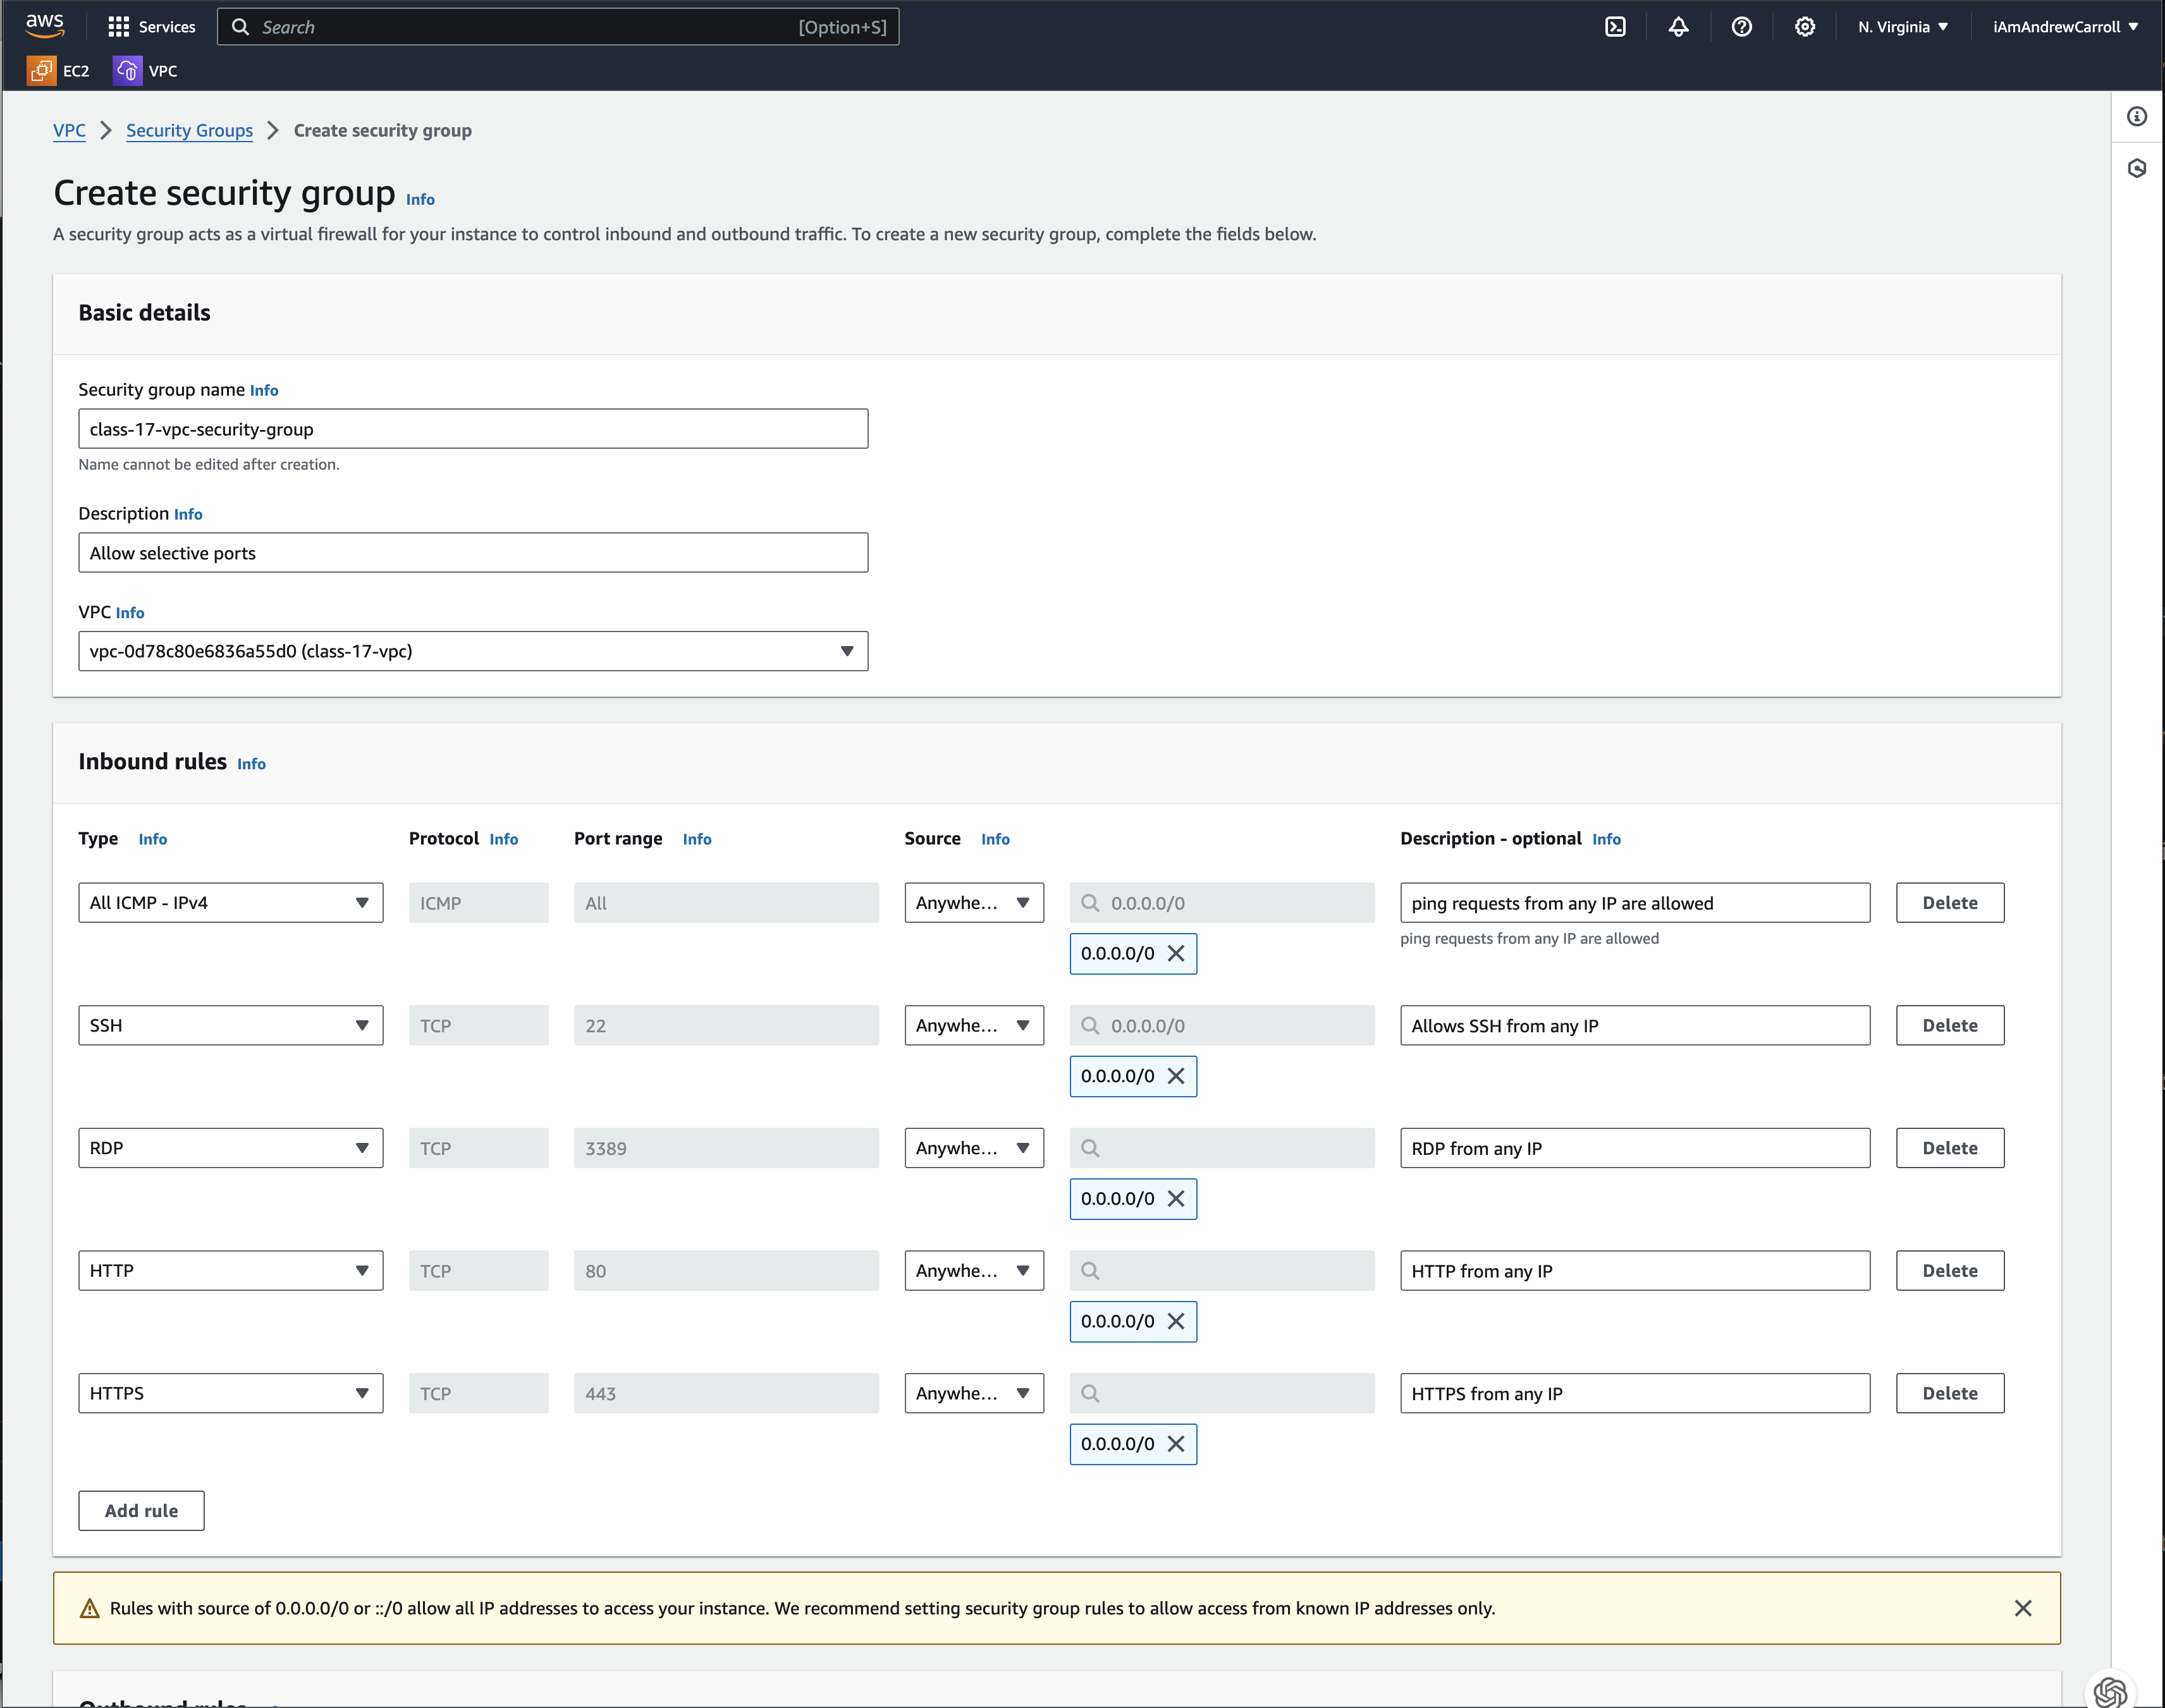 aws
Services
Search [Option+S]
N. Virginia
iAmAndrewCarroll
EC2
VPC
VPC > Security Groups > Create security group
Create security group Info
A security group acts as a virtual firewall for your instance to control inbound and outbound traffic. To create a new security group, complete the fields below.
Basic details
Security group name Info
class-17-vpc-security-group
Name cannot be edited after creation.
Description Info
Allow selective ports
VPC Info
vpc-0d78c80e6836a55d0 (class-17-vpc)
Inbound rules Info
Type Info Protocol Info Port range Info Source Info Description - optional Info
All ICMP - IPv4 ICMP All Anywhe... 0.0.0.0/0 ping requests from any IP are allowed Delete
ping requests from any IP are allowed
0.0.0.0/0
SSH TCP 22 Anywhe... 0.0.0.0/0 Allows SSH from any IP Delete
0.0.0.0/0
RDP TCP 3389 Anywhe... RDP from any IP Delete
0.0.0.0/0
HTTP TCP 80 Anywhe... HTTP from any IP Delete
0.0.0.0/0
HTTPS TCP 443 Anywhe... HTTPS from any IP Delete
0.0.0.0/0
Add rule
Rules with source of 0.0.0.0/0 or ::/0 allow all IP addresses to access your instance. We recommend setting security group rules to allow access from known IP addresses only.
Outbound rules